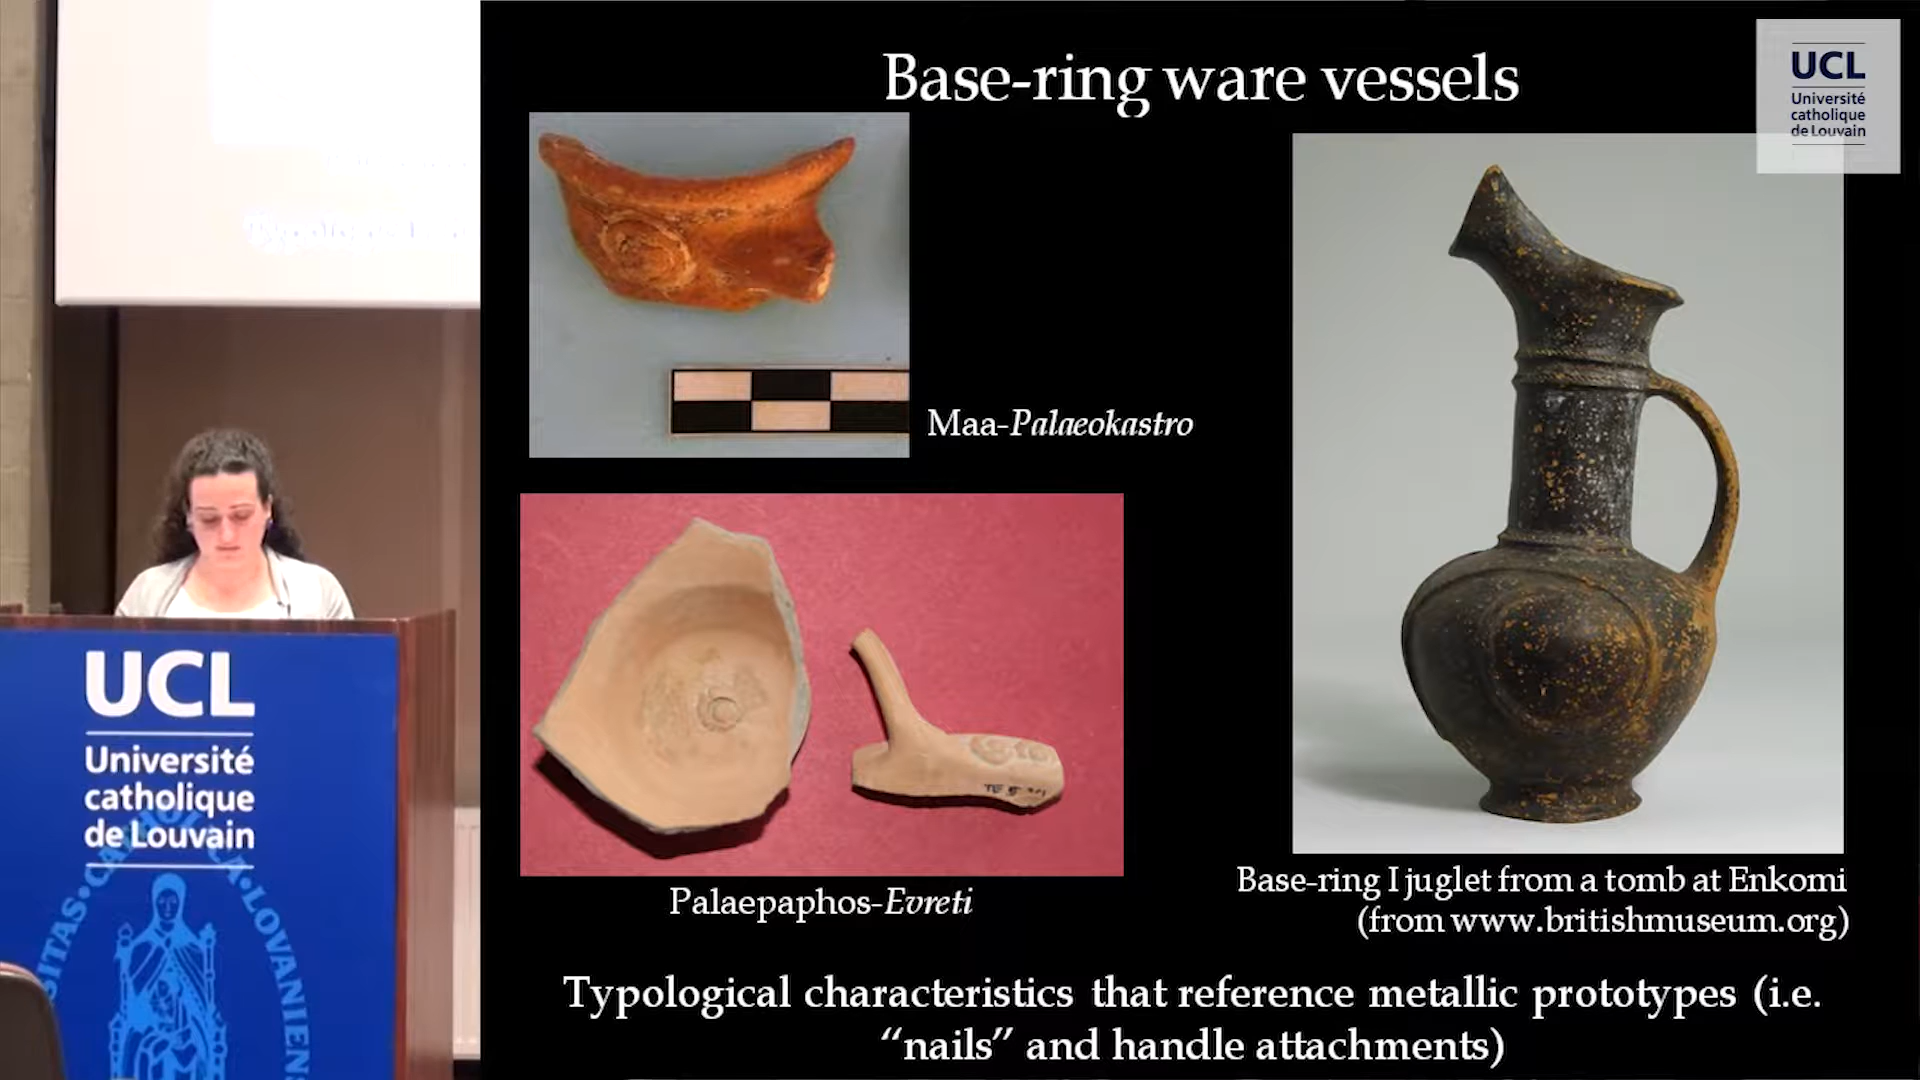 Base-ring ware vessels
UCL
Université
catholique
de Louvain
Maa-Palaeokastro
Palaepaphos-Evreti
Base-ring I juglet from a tomb at Enkomi
(from www.britishmuseum.org)
Typological characteristics that reference metallic prototypes (i.e.
“nails” and handle attachments)
UCL
Université
catholique
de Louvain